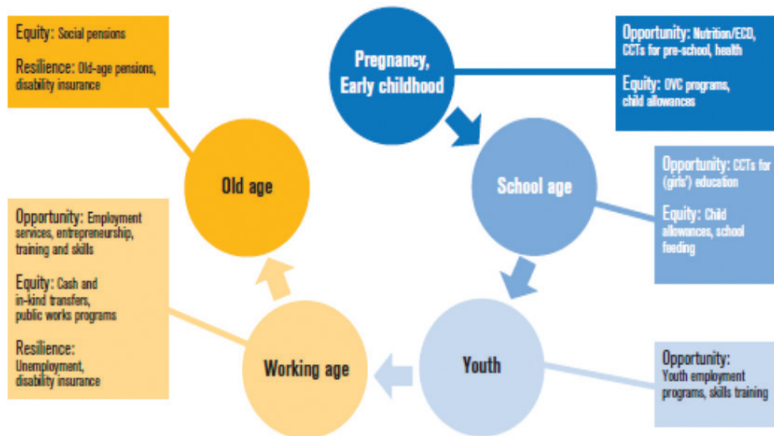 Equity: Social pensions
Resilience: Old-age pensions,
disability insurance
Pregnancy,
Early childhood
Opportunity: Nutrition/ECD,
CCTs for pre-school, health
Equity: OVC programs,
child allowances
Old age
School age
Opportunity: CCTs for
(girls') education
Equity: Child
allowances, school
feeding
Opportunity: Employment
services, entrepreneurship,
training and skills
Equity: Cash and
in-kind transfers,
public works programs
Resilience:
Unemployment,
disability insurance
Working age
Youth
Opportunity:
Youth employment
programs, skills training